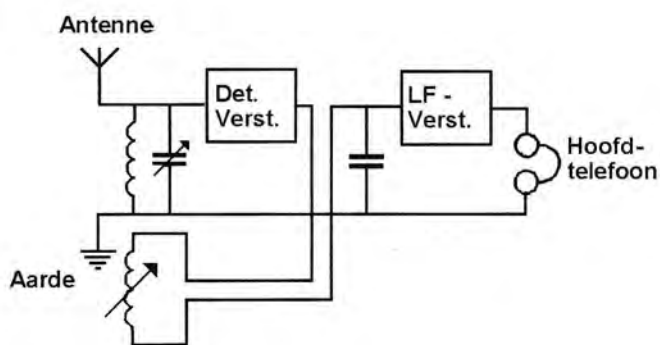 Antenne
Det.
Verst.
LF -
Verst.
Hoofd-
telefoon
Aarde